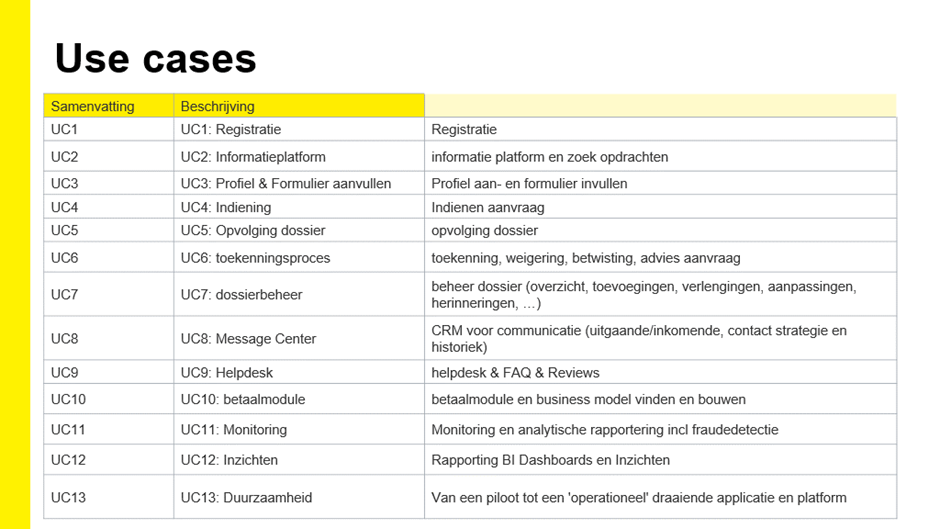 Use cases
Samenvatting Beschrijving
UC1 UC1: Registratie Registratie
UC2 UC2: Informatieplatform informatie platform en zoek opdrachten
UC3 UC3: Profiel & Formulier aanvullen Profiel aan- en formulier invullen
UC4 UC4: Indiening Indienen aanvraag
UC5 UC5: Opvolging dossier opvolging dossier
UC6 UC6: toekenningsproces toekenning, weigering, betwisting, advies aanvraag
UC7 UC7: dossierbeheer beheer dossier (overzicht, toevoegingen, verlengingen, aanpassingen,
herinneringen, …)
UC8 UC8: Message Center CRM voor communicatie (uitgaande/inkomende, contact strategie en
historiek)
UC9 UC9: Helpdesk helpdesk & FAQ & Reviews
UC10 UC10: betaalmodule betaalmodule en business model vinden en bouwen
UC11 UC11: Monitoring Monitoring en analytische rapportering incl fraudedetectie
UC12 UC12: Inzichten Rapporting BI Dashboards en Inzichten
UC13 UC13: Duurzaamheid Van een piloot tot een 'operationeel' draaiende applicatie en platform